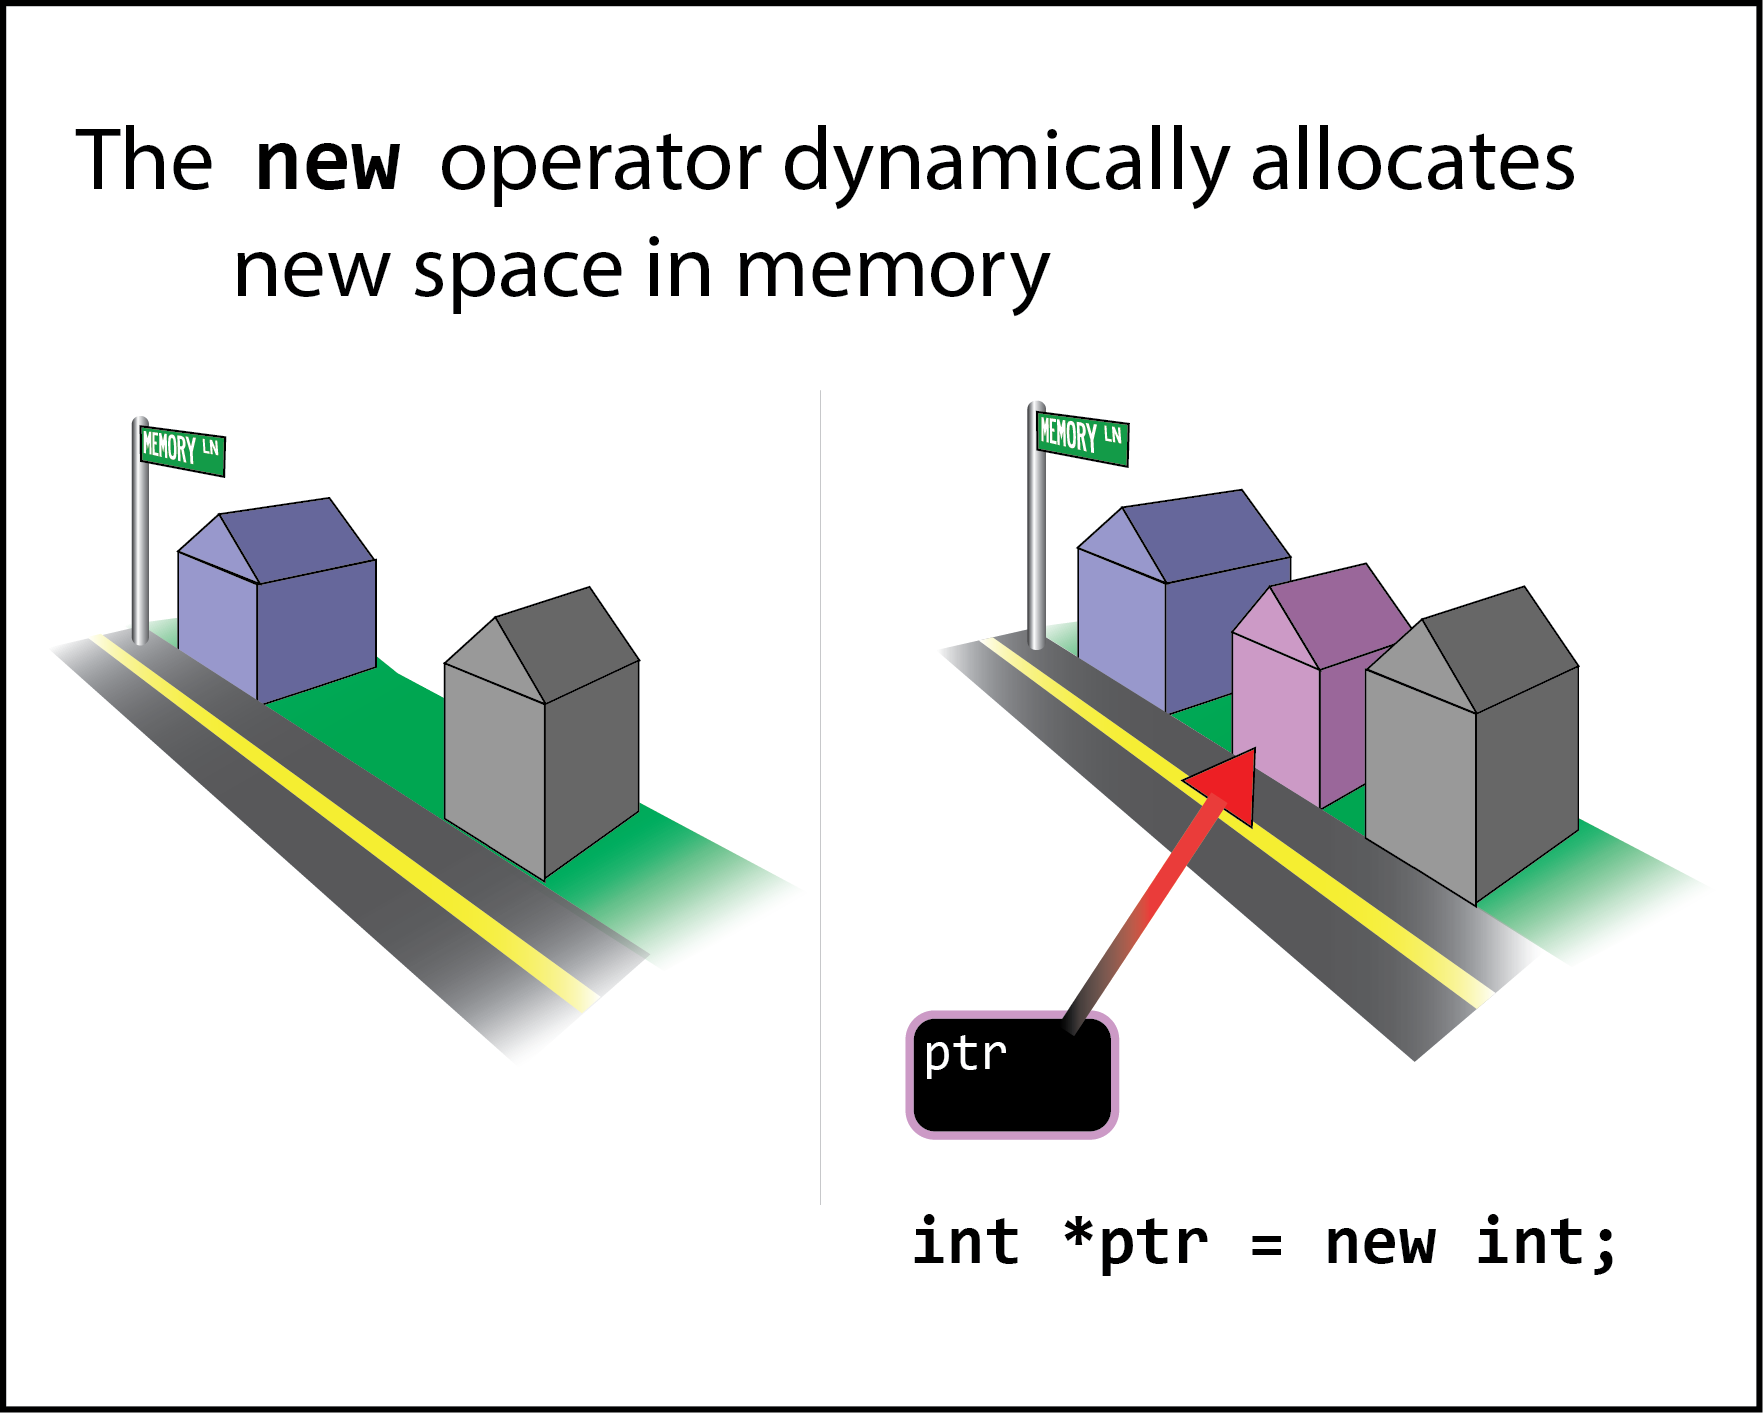 The new operator dynamically allocates
new space in memory
MEMORY LN
MEMORY LN
ptr
int *ptr = new int;